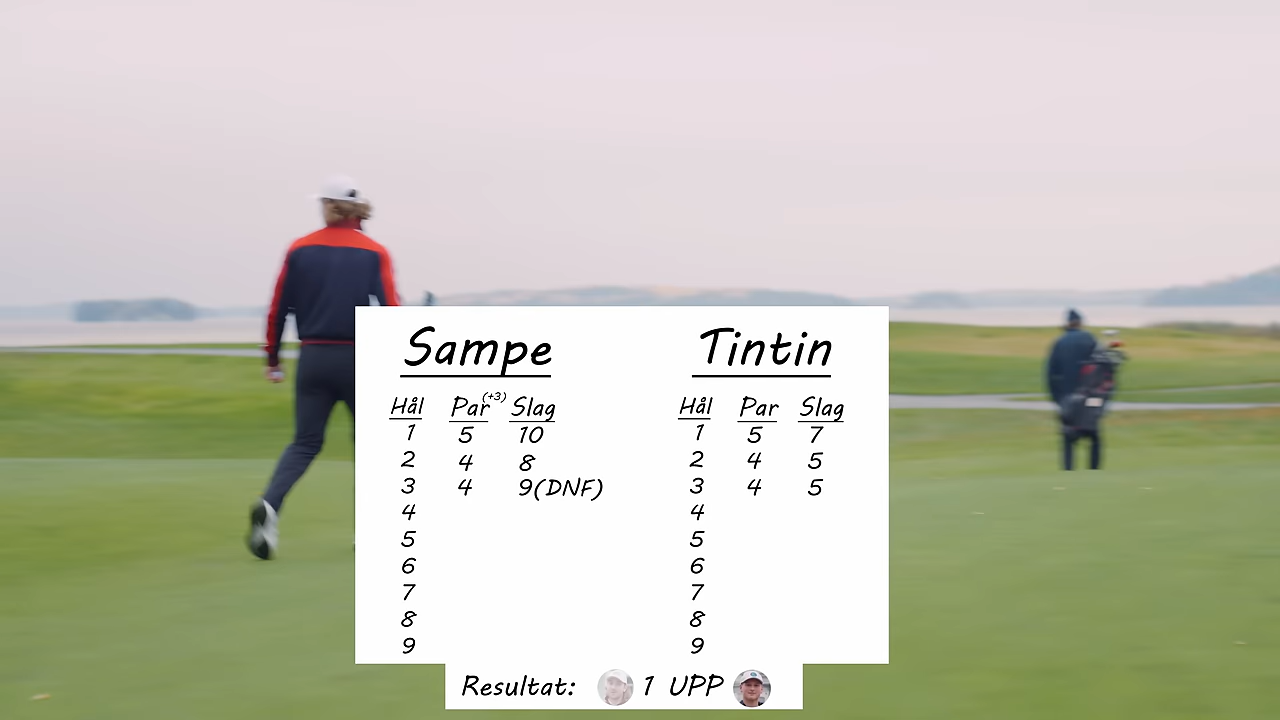 Sampe
Hål Par (+3) Slag
1 5 10
2 4 8
3 4 9(DNF)
4
5
6
7
8
9
Tintin
Hål Par Slag
1 5 7
2 4 5
3 4 5
4
5
6
7
8
9
Resultat: 1 UPP